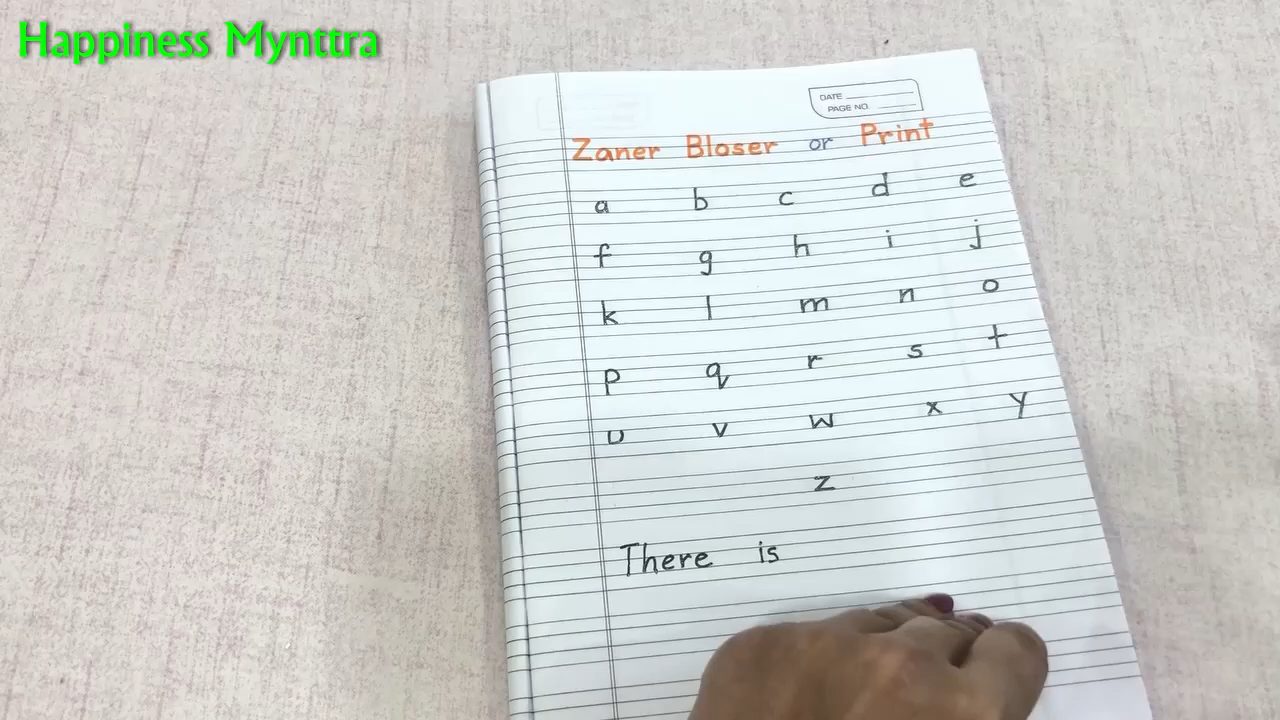 Happiness Mynttra
DATE
PAGE NO.
Zaner Bloser or Print
a b c d e
f g h i j
k l m n o
p q r s t
u v w x y
z
There is